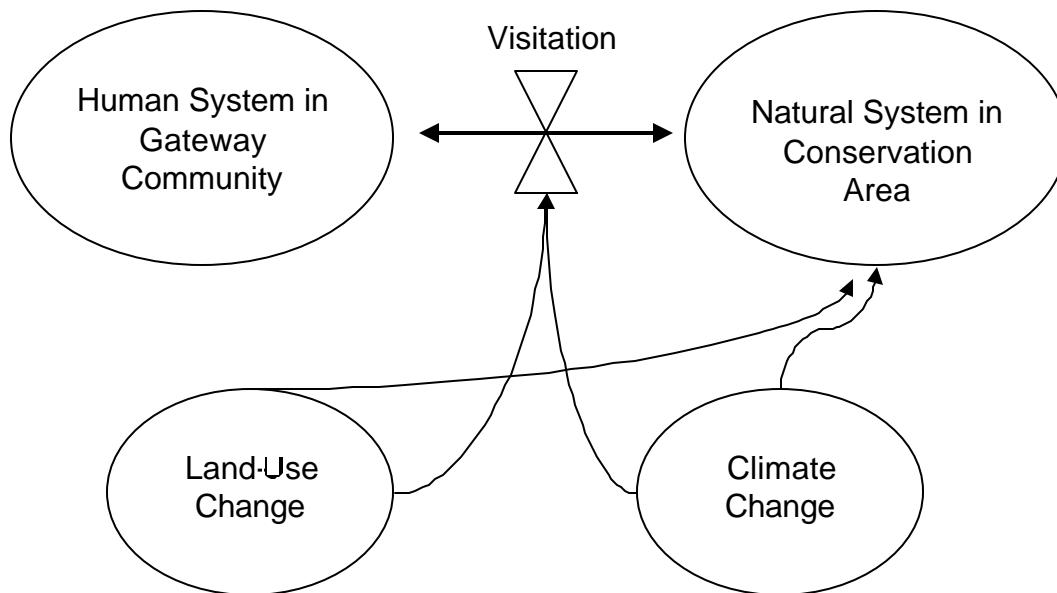 Visitation
Human System in
Gateway
Community
Natural System in
Conservation
Area
Land-Use
Change
Climate
Change